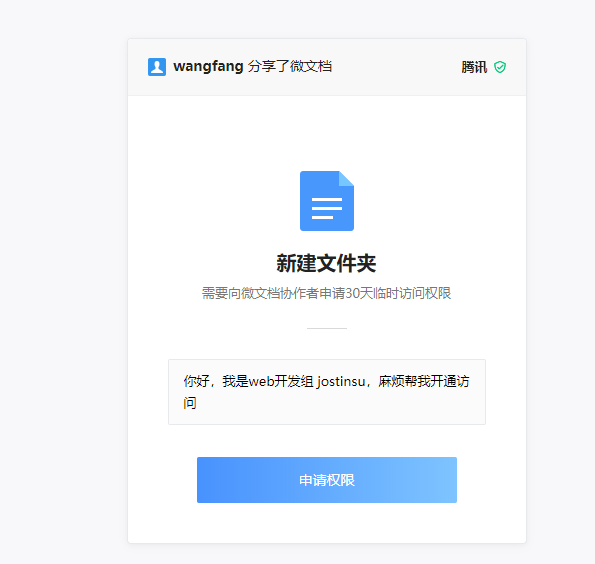 wangfang 分享了微文档 腾讯
新建文件夹
需要向微文档协作者申请30天临时访问权限
你好，我是web开发组 jostinsu，麻烦帮我开通访
问
申请权限